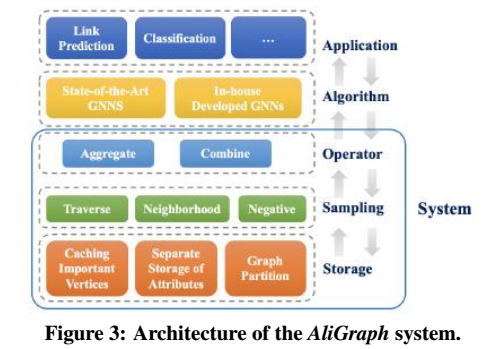 Link
Prediction
Classification
...
Application
State-of-the-Art
GNNS
In-house
Developed GNNs
Algorithm
Aggregate
Combine
Operator
Traverse
Neighborhood
Negative
Sampling
System
Caching
Important
Vertices
Separate
Storage of
Attributes
Graph
Partition
Storage
Figure 3: Architecture of the AliGraph system.